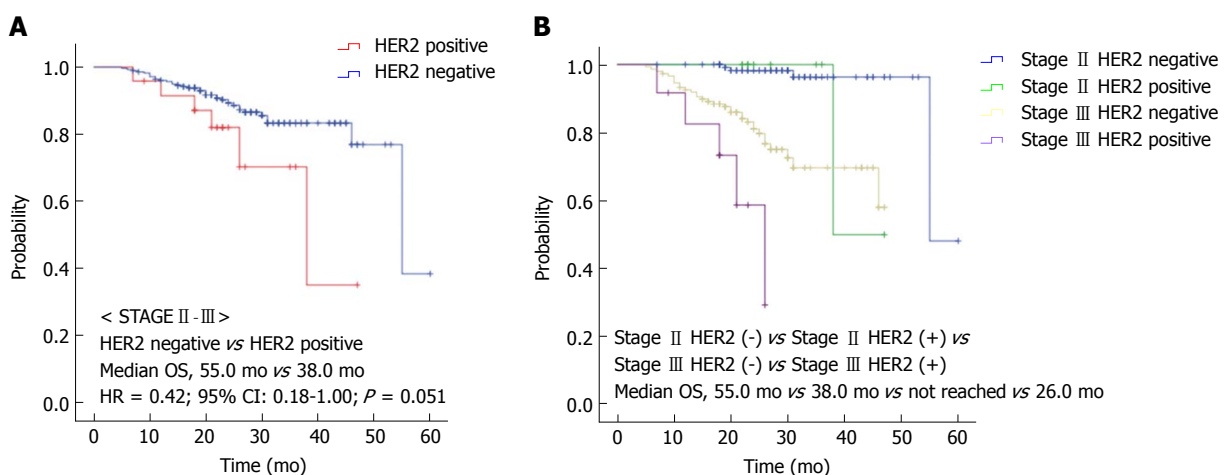 A
HER2 positive
HER2 negative
1.0
0.8
0.6
0.4
0.2
0.0
Probability
< STAGE Ⅱ-Ⅲ >
HER2 negative vs HER2 positive
Median OS, 55.0 mo vs 38.0 mo
HR = 0.42; 95% CI: 0.18-1.00; P = 0.051
0 10 20 30 40 50 60
Time (mo)
B
Stage Ⅱ HER2 negative
Stage Ⅱ HER2 positive
Stage Ⅲ HER2 negative
Stage Ⅲ HER2 positive
1.0
0.8
0.6
0.4
0.2
0.0
Probability
Stage Ⅱ HER2 (-) vs Stage Ⅱ HER2 (+) vs
Stage Ⅲ HER2 (-) vs Stage Ⅲ HER2 (+)
Median OS, 55.0 mo vs 38.0 mo vs not reached vs 26.0 mo
0 10 20 30 40 50 60
Time (mo)